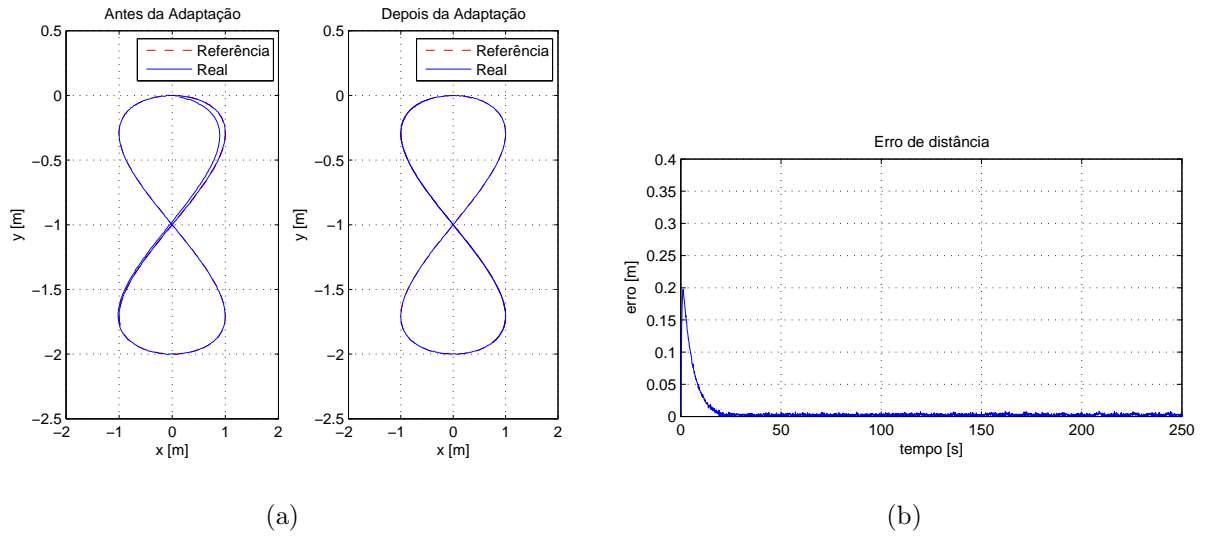 Antes da Adaptação
0.5
0
−0.5
−1
−1.5
−2
−2.5
y [m]
−2 −1 0 1 2
x [m]
Referência
Real
Depois da Adaptação
0.5
0
−0.5
−1
−1.5
−2
−2.5
y [m]
−2 −1 0 1 2
x [m]
Referência
Real
(a)
Erro de distância
0.4
0.35
0.3
0.25
0.2
0.15
0.1
0.05
0
erro [m]
0 50 100 150 200 250
tempo [s]
(b)